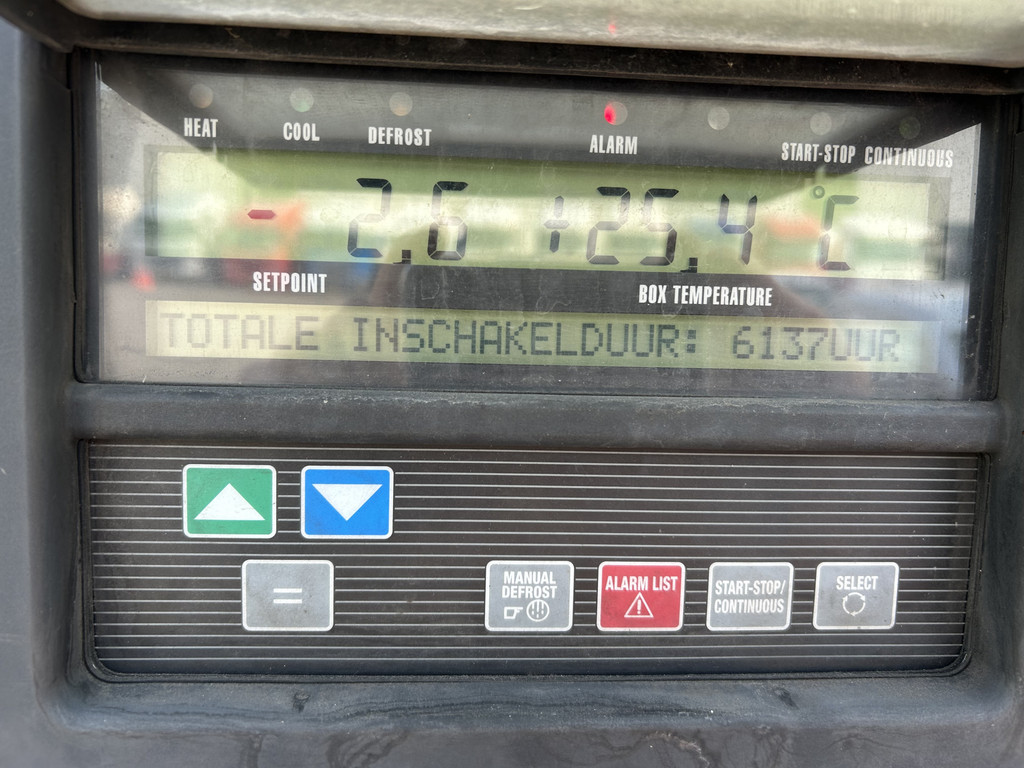 HEAT COOL DEFROST ALARM START-STOP CONTINUOUS
- 2.6 +25.4 °C
SETPOINT BOX TEMPERATURE
TOTALE INSCHAKELDUUR: 6137UUR
=
MANUAL
DEFROST
ALARM LIST
START-STOP/
CONTINUOUS
SELECT